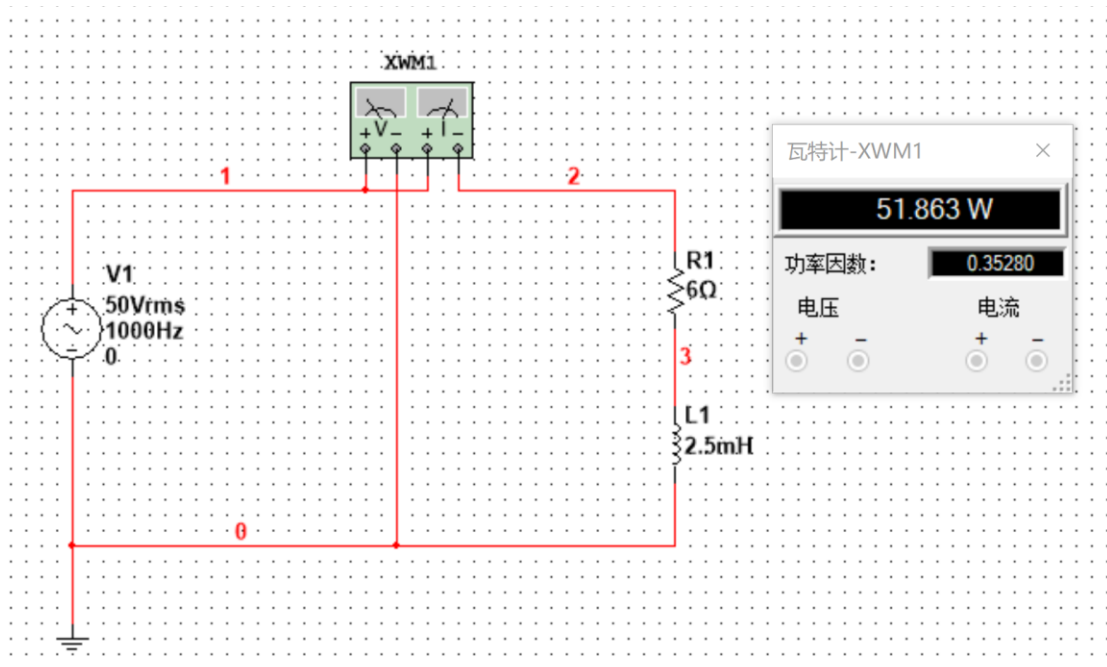 XWM1
+ V - + I -
1
2
V1
50Vrms
1000Hz
0
R1
6Ω
3
L1
2.5mH
0
瓦特计-XWM1
51.863 W
功率因数: 0.35280
电压 电流
+ - + -